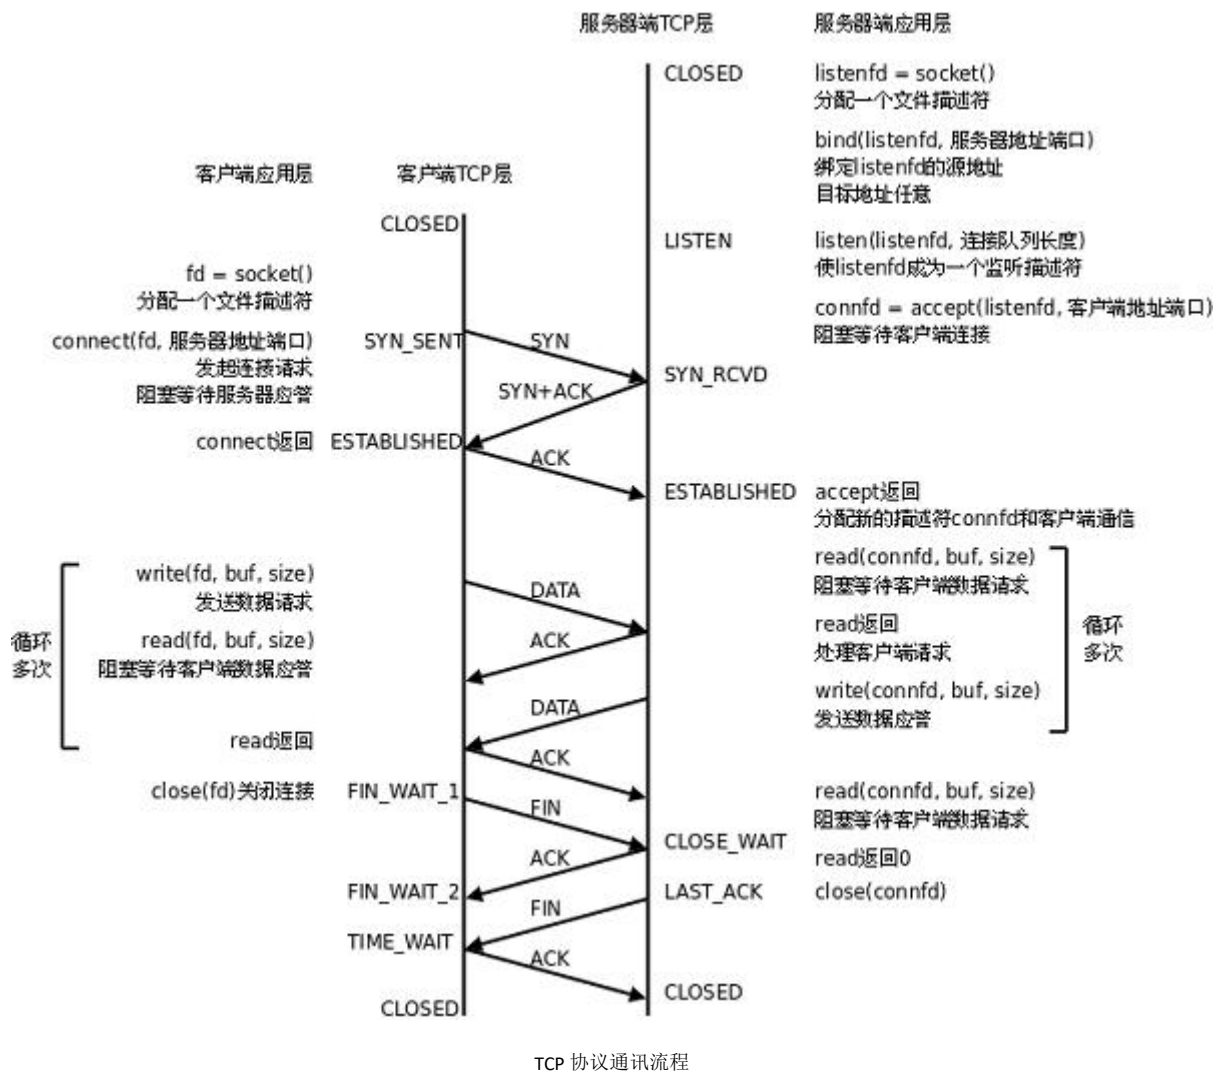 服务器端TCP层
服务器端应用层
CLOSED
listenfd = socket()
分配一个文件描述符
bind(listenfd, 服务器地址端口)
绑定listenfd的源地址
目标地址任意
客户端应用层
客户端TCP层
CLOSED
LISTEN
listen(listenfd, 连接队列长度)
使listenfd成为一个监听描述符
fd = socket()
分配一个文件描述符
connfd = accept(listenfd, 客户端地址端口)
阻塞等待客户端连接
connect(fd, 服务器地址端口)
发起连接请求
阻塞等待服务器应答
SYN_SENT
SYN
SYN_RCVD
SYN+ACK
connect返回
ESTABLISHED
ACK
ESTABLISHED
accept返回
分配新的描述符connfd和客户端通信
循环
多次
write(fd, buf, size)
发送数据请求
read(fd, buf, size)
阻塞等待客户端数据应答
read返回
DATA
ACK
DATA
ACK
read(connfd, buf, size)
阻塞等待客户端数据请求
read返回
处理客户端请求
write(connfd, buf, size)
发送数据应答
循环
多次
close(fd)关闭连接
FIN_WAIT_1
FIN
read(connfd, buf, size)
阻塞等待客户端数据请求
CLOSE_WAIT
read返回0
ACK
FIN_WAIT_2
LAST_ACK
close(connfd)
FIN
TIME_WAIT
ACK
CLOSED
CLOSED
TCP 协议通讯流程